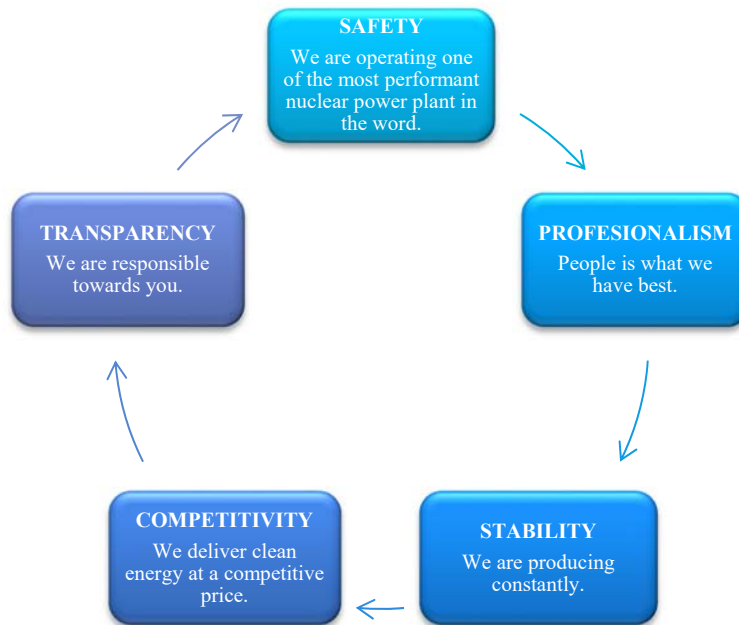 SAFETY
We are operating one
of the most performant
nuclear power plant in
the word.
PROFESIONALISM
People is what we
have best.
STABILITY
We are producing
constantly.
COMPETITIVITY
We deliver clean
energy at a competitive
price.
TRANSPARENCY
We are responsible
towards you.